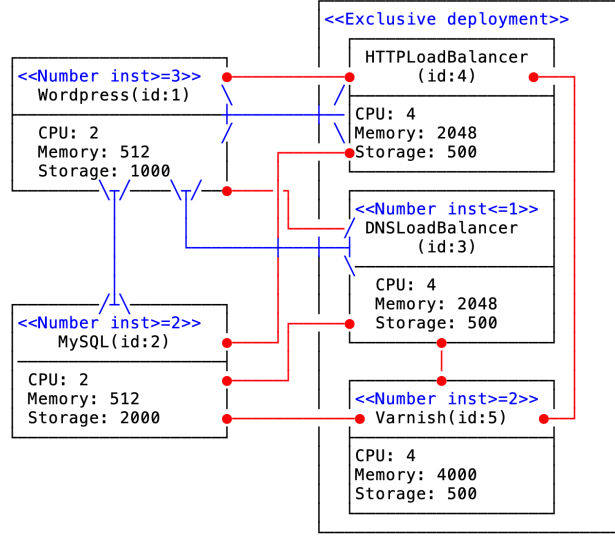 <<Exclusive deployment>>
<<Number inst>=3>>
Wordpress(id:1)
CPU: 2
Memory: 512
Storage: 1000
HTTPLoadBalancer
(id:4)
CPU: 4
Memory: 2048
Storage: 500
<<Number inst<=1>>
DNSLoadBalancer
(id:3)
CPU: 4
Memory: 2048
Storage: 500
<<Number inst>=2>>
MySQL(id:2)
CPU: 2
Memory: 512
Storage: 2000
<<Number inst>=2>>
Varnish(id:5)
CPU: 4
Memory: 4000
Storage: 500